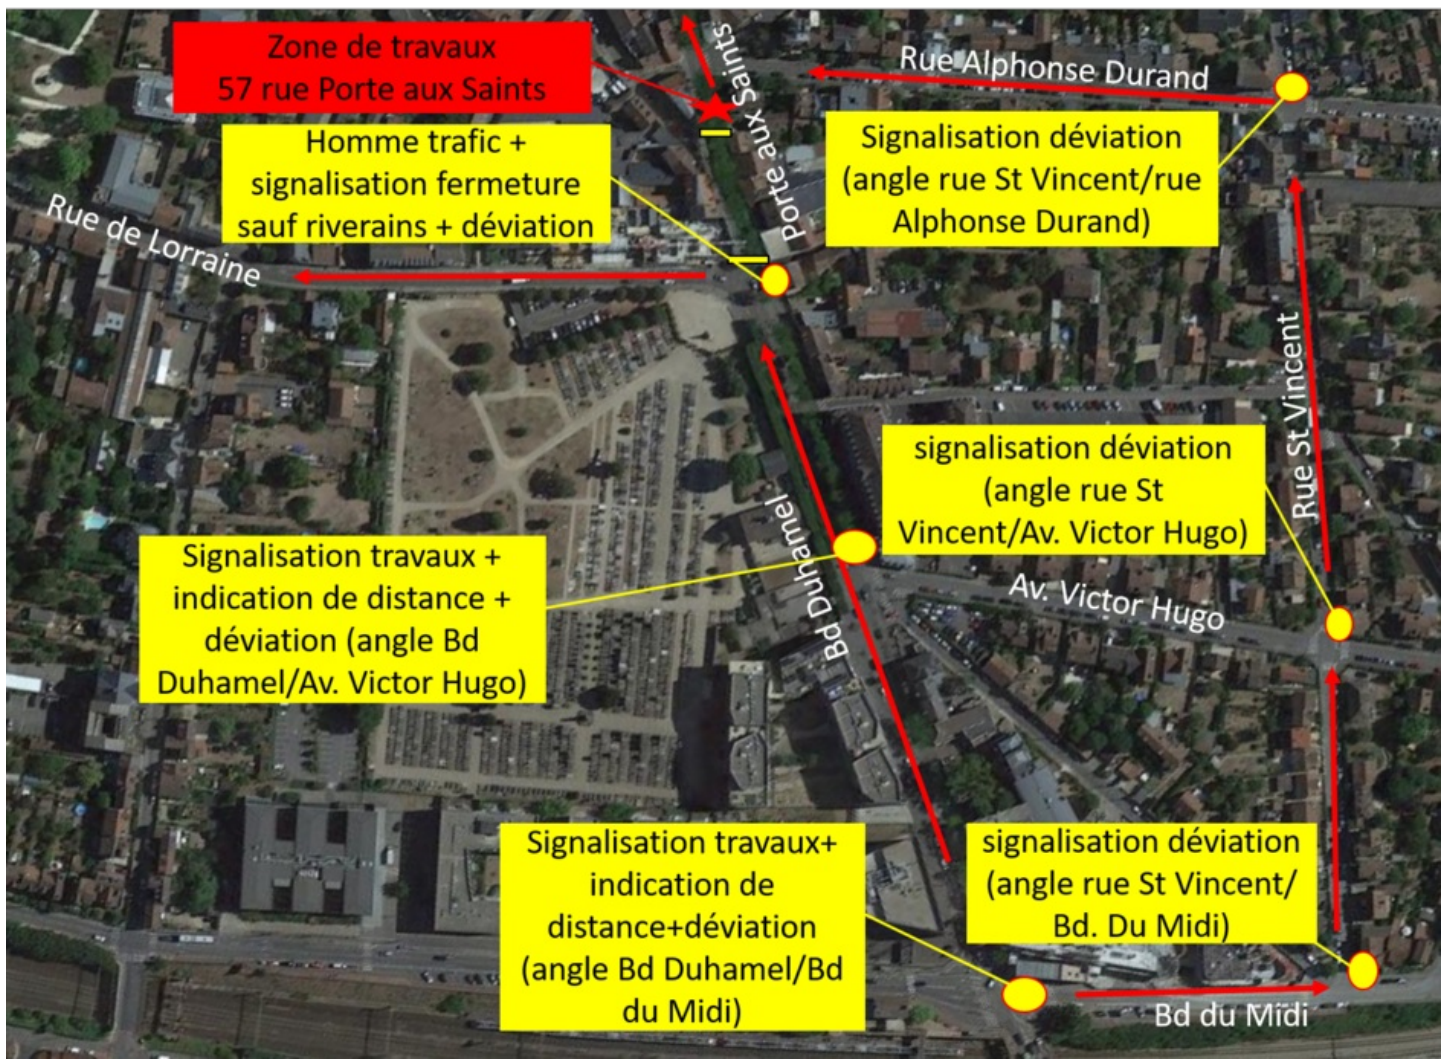 Zone de travaux
57 rue Porte aux Saints
Homme trafic +
signalisation fermeture
sauf riverains + déviation
Porte aux Saints
Rue Alphonse Durand
Signalisation déviation
(angle rue St Vincent/rue
Alphonse Durand)
Rue de Lorraine
Rue St Vincent
signalisation déviation
(angle rue St
Vincent/Av. Victor Hugo)
Bd Duhamel
Av. Victor Hugo
Signalisation travaux +
indication de distance +
déviation (angle Bd
Duhamel/Av. Victor Hugo)
Signalisation travaux+
indication de
distance+déviation
(angle Bd Duhamel/Bd
du Midi)
signalisation déviation
(angle rue St Vincent/
Bd. Du Midi)
Bd du Midi